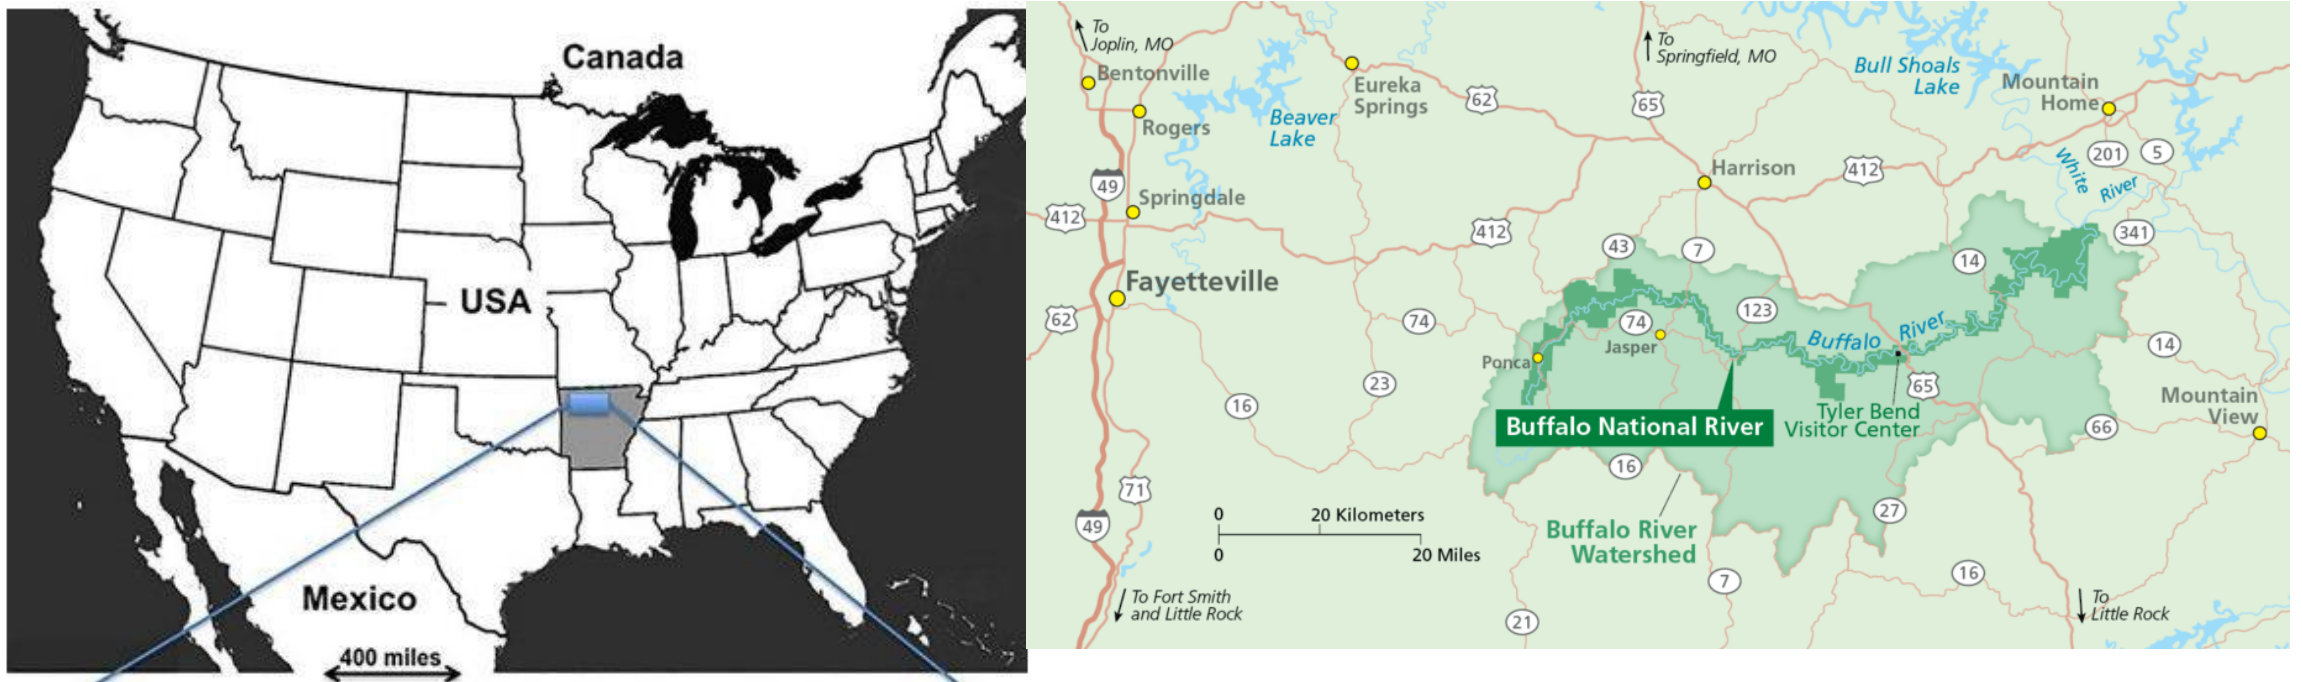 Canada
USA
Mexico
400 miles
To
Joplin, MO
Bentonville
Rogers
Beaver
Lake
Eureka
Springs
62
65
To
Springfield, MO
Bull Shoals
Lake
Mountain
Home
201
5
White
River
49
Springdale
412
Harrison
412
412
43
7
14
341
Fayetteville
62
74
74
Jasper
Ponca
123
Buffalo
River
14
23
16
65
Buffalo National River
Tyler Bend
Visitor Center
Mountain
View
66
16
71
49
0
20 Kilometers
0
20 Miles
Buffalo River
Watershed
27
7
16
21
To Fort Smith
and Little Rock
To
Little Rock